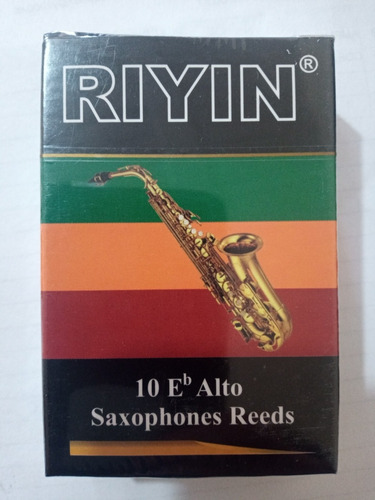 RIYIN®
10 Eb Alto
Saxophones Reeds